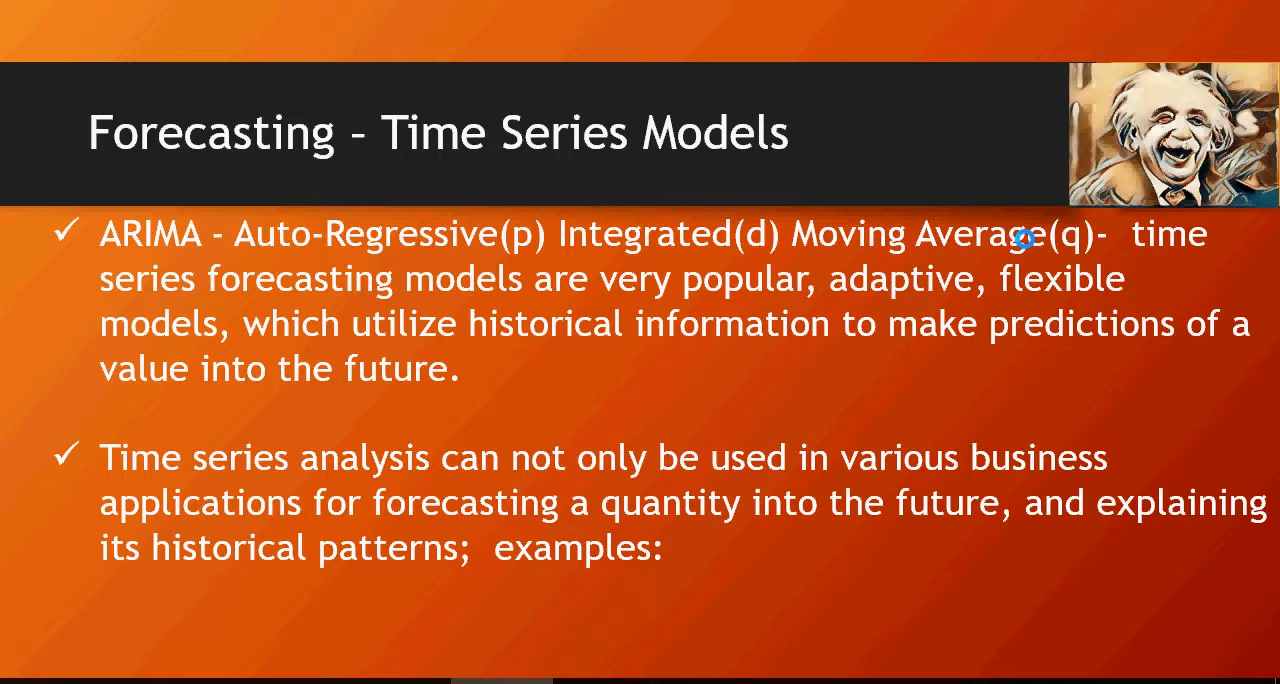 Forecasting – Time Series Models
✓ ARIMA - Auto-Regressive(p) Integrated(d) Moving Average(q)- time
series forecasting models are very popular, adaptive, flexible
models, which utilize historical information to make predictions of a
value into the future.
✓ Time series analysis can not only be used in various business
applications for forecasting a quantity into the future, and explaining
its historical patterns; examples: